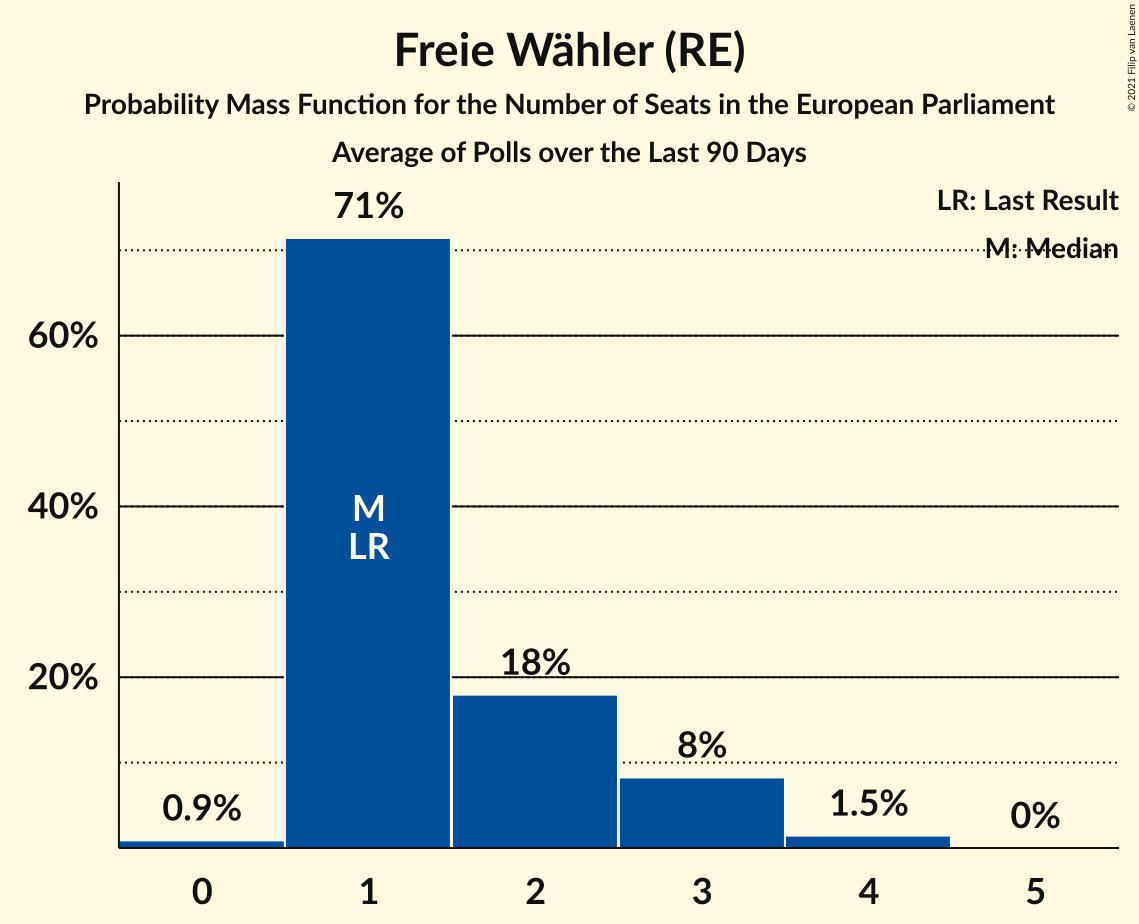 Freie Wähler (RE)
Probability Mass Function for the Number of Seats in the European Parliament
Average of Polls over the Last 90 Days
© 2021 Filip van Laenen
LR: Last Result
M: Median
71%
60%
M
40%
LR
18%
20%
8%
0.9%
1.5%
0%
0 1 2 3 4 5